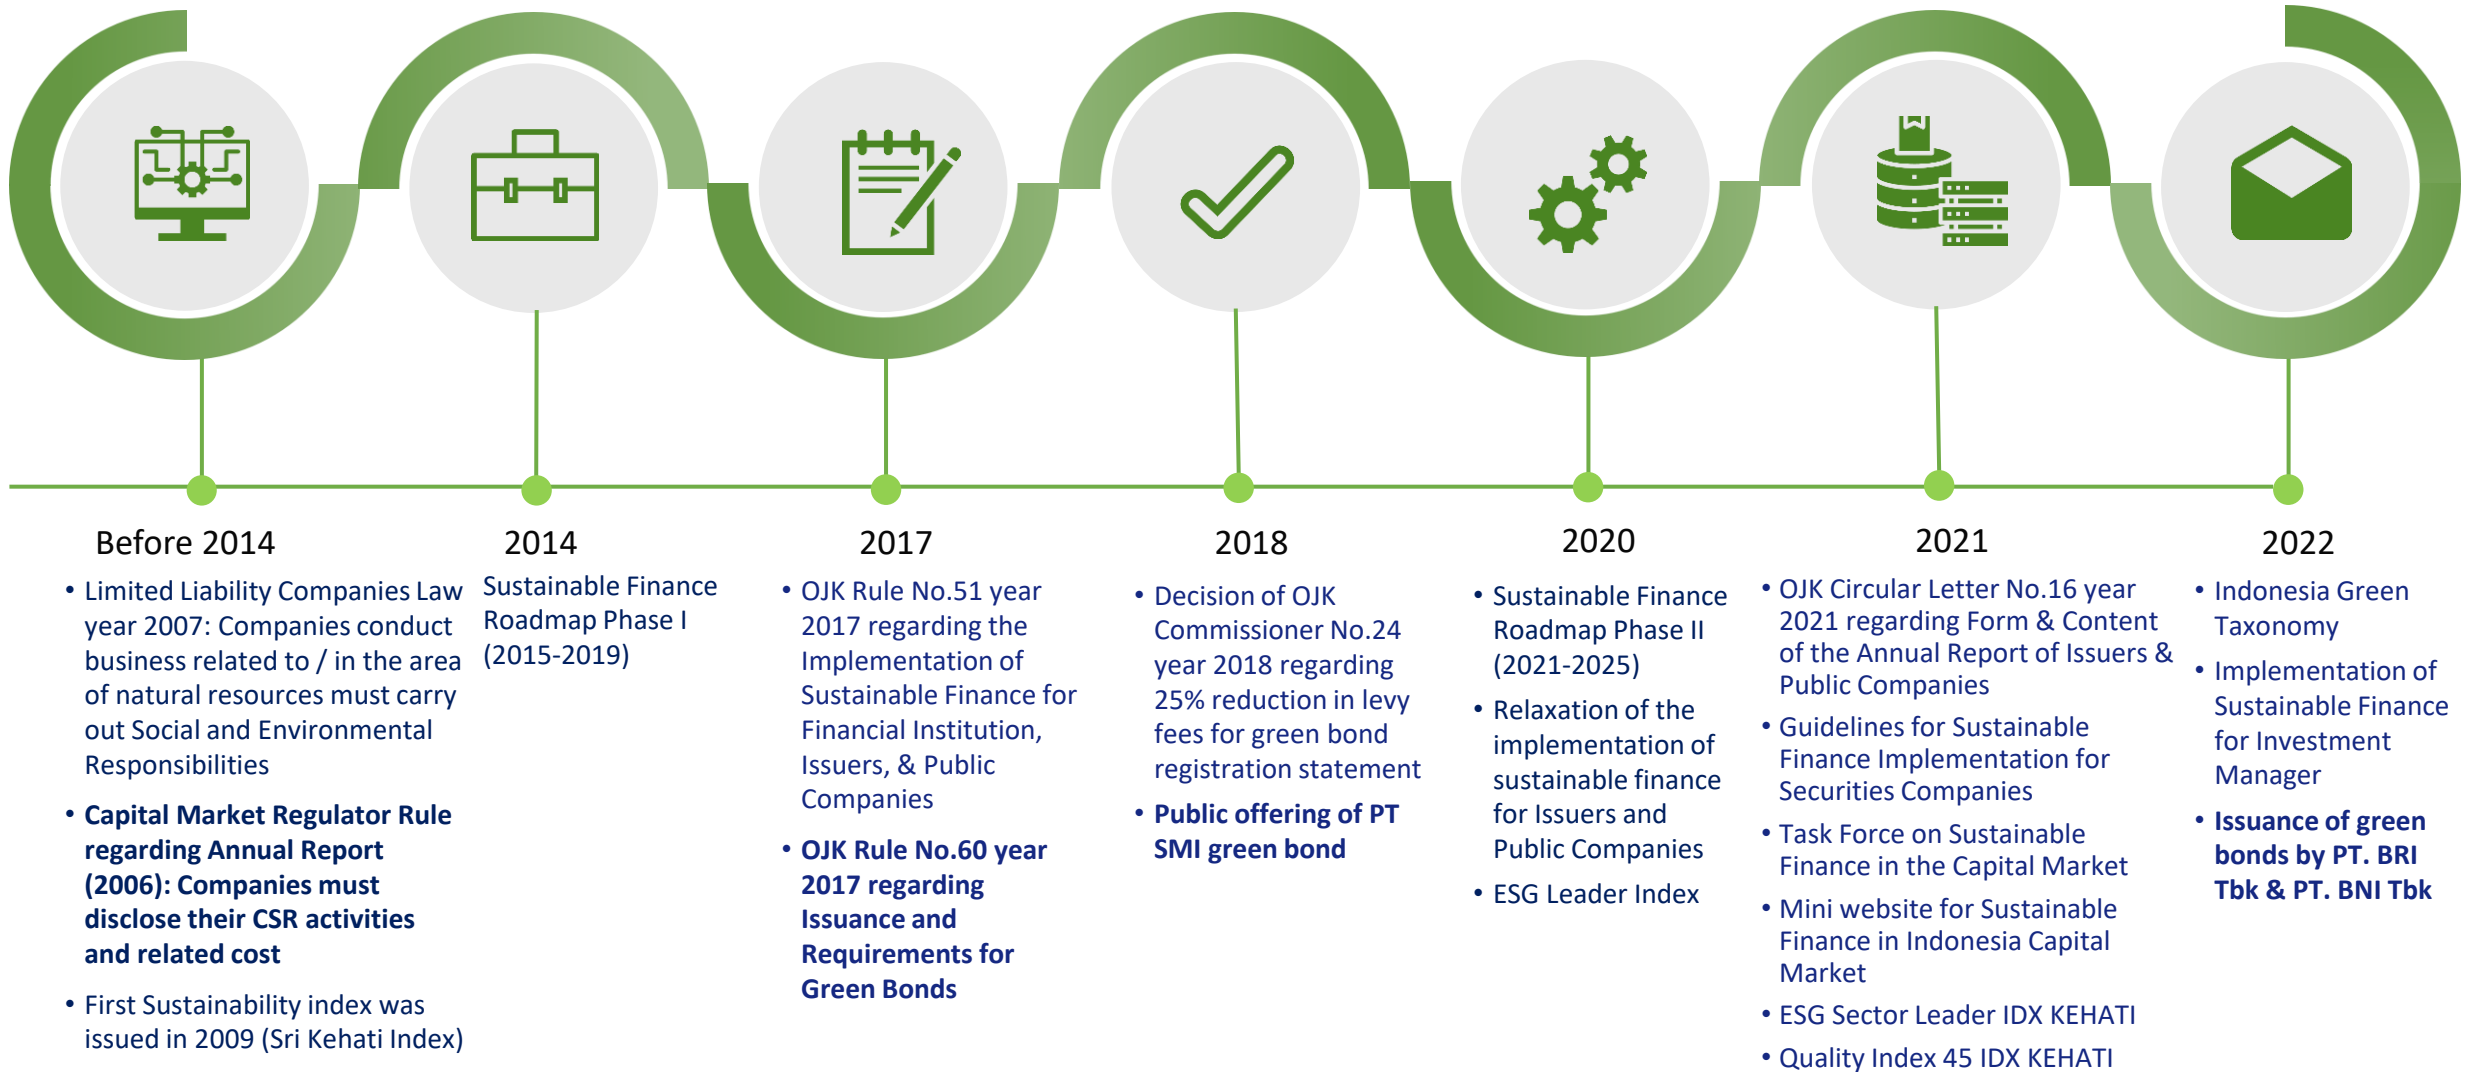 Before 2014
• Limited Liability Companies Law
year 2007: Companies conduct
business related to / in the area
of natural resources must carry
out Social and Environmental
Responsibilities
• Capital Market Regulator Rule
regarding Annual Report
(2006): Companies must
disclose their CSR activities
and related cost
• First Sustainability index was
issued in 2009 (Sri Kehati Index)
2014
Sustainable Finance
Roadmap Phase I
(2015-2019)
2017
• OJK Rule No.51 year
2017 regarding the
Implementation of
Sustainable Finance for
Financial Institution,
Issuers, & Public
Companies
• OJK Rule No.60 year
2017 regarding
Issuance and
Requirements for
Green Bonds
2018
• Decision of OJK
Commissioner No.24
year 2018 regarding
25% reduction in levy
fees for green bond
registration statement
• Public offering of PT
SMI green bond
2020
• Sustainable Finance
Roadmap Phase II
(2021-2025)
• Relaxation of the
implementation of
sustainable finance
for Issuers and
Public Companies
• ESG Leader Index
2021
• OJK Circular Letter No.16 year
2021 regarding Form & Content
of the Annual Report of Issuers &
Public Companies
• Guidelines for Sustainable
Finance Implementation for
Securities Companies
• Task Force on Sustainable
Finance in the Capital Market
• Mini website for Sustainable
Finance in Indonesia Capital
Market
• ESG Sector Leader IDX KEHATI
• Quality Index 45 IDX KEHATI
2022
• Indonesia Green
Taxonomy
• Implementation of
Sustainable Finance
for Investment
Manager
• Issuance of green
bonds by PT. BRI
Tbk & PT. BNI Tbk